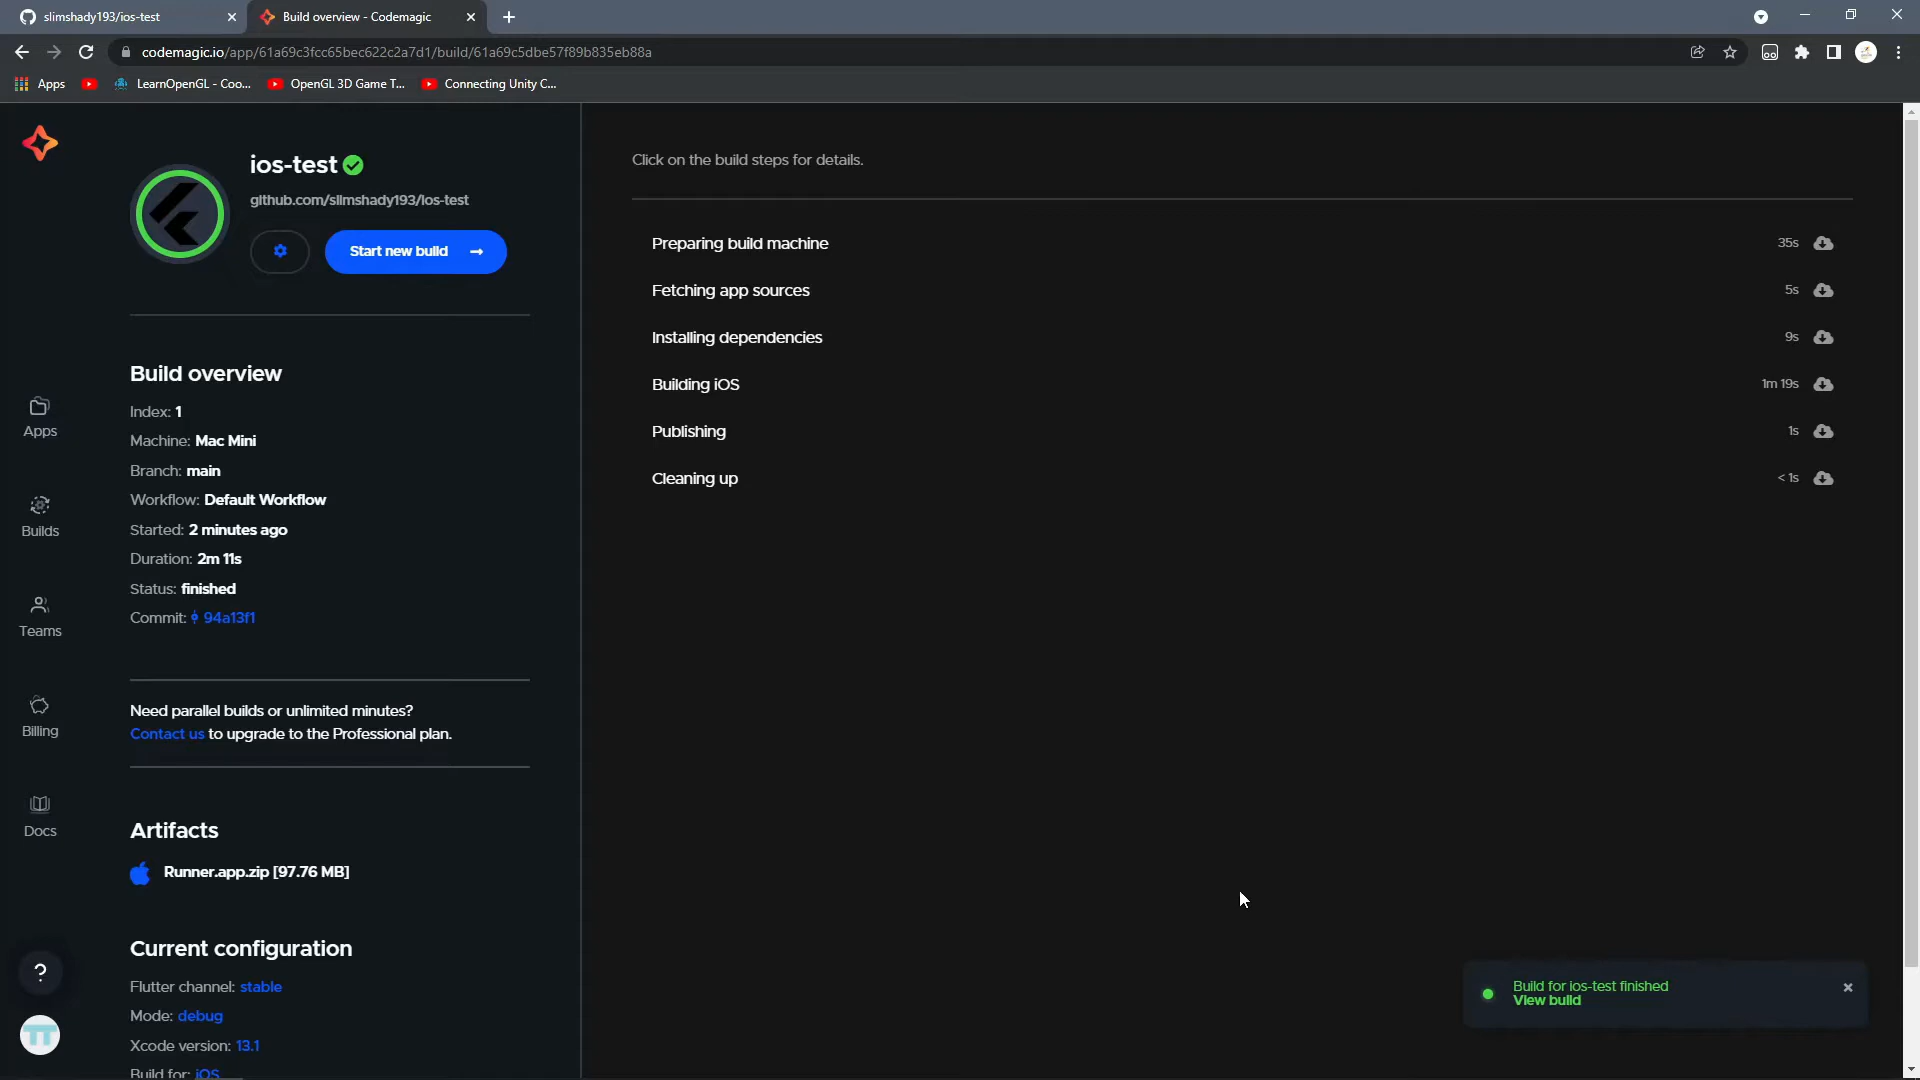 slimshady193/ios-test
Build overview - Codemagic
codemagic.io/app/61a69c3fcc65bec622c2a7d1/build/61a69c5dbe57f89b835eb88a
Apps
LearnOpenGL - Coo...
OpenGL 3D Game T...
Connecting Unity C...
ios-test
github.com/slimshady193/ios-test
Start new build →
Build overview
Index: 1
Machine: Mac Mini
Branch: main
Workflow: Default Workflow
Started: 2 minutes ago
Duration: 2m 11s
Status: finished
Commit: 94a13f1
Need parallel builds or unlimited minutes?
Contact us to upgrade to the Professional plan.
Artifacts
Runner.app.zip [97.76 MB]
Current configuration
Flutter channel: stable
Mode: debug
Xcode version: 13.1
Build for: iOS
Apps
Builds
Teams
Billing
Docs
?
Click on the build steps for details.
Preparing build machine 35s
Fetching app sources 5s
Installing dependencies 9s
Building iOS 1m 19s
Publishing 1s
Cleaning up < 1s
Build for ios-test finished
View build